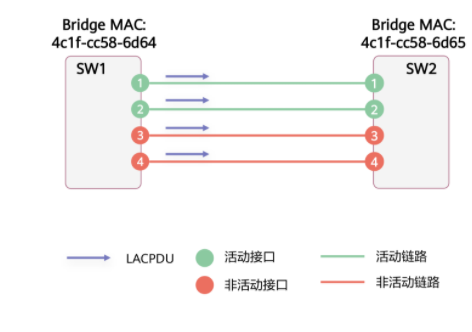 Bridge MAC:
4c1f-cc58-6d64
Bridge MAC:
4c1f-cc58-6d65
SW1
SW2
1
1
2
2
3
3
4
4
LACPDU
活动接口
活动链路
非活动接口
非活动链路